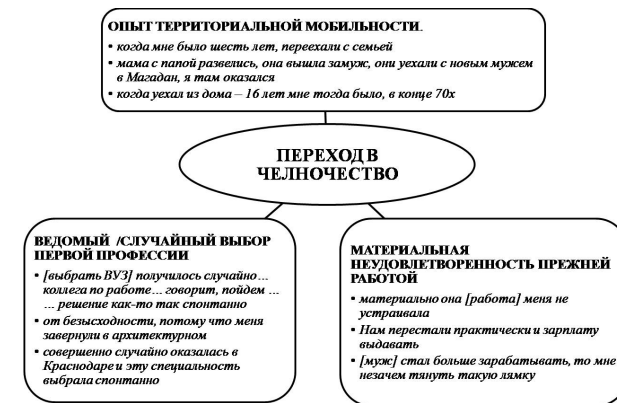 ОПЫТ ТЕРРИТОРИАЛЬНОЙ МОБИЛЬНОСТИ.
• когда мне было шесть лет, переехали с семьей
• мама с папой развелись, она вышла замуж, они уехали с новым мужем
в Магадан, я там оказался
• когда уехал из дома – 16 лет мне тогда было, в конце 70х
ПЕРЕХОД В
ЧЕЛНОЧЕСТВО
ВЕДОМЫЙ /СЛУЧАЙНЫЙ ВЫБОР
ПЕРВОЙ ПРОФЕССИИ
• [выбрать ВУЗ] получилось случайно ...
коллега по работе ... говорит, пойдем ...
... решение как-то так спонтанно
• от безысходности, потому что меня
завернули в архитектурном
• совершенно случайно оказалась в
Краснодаре и эту специальность
выбрала спонтанно
МАТЕРИАЛЬНАЯ
НЕУДОВЛЕТВОРЕННОСТЬ ПРЕЖНЕЙ
РАБОТОЙ
• материально она [работа] меня не
устраивала
• Нам перестали практически и зарплату
выдавать
• [муж] стал больше зарабатывать, то мне
незачем тянуть такую лямку